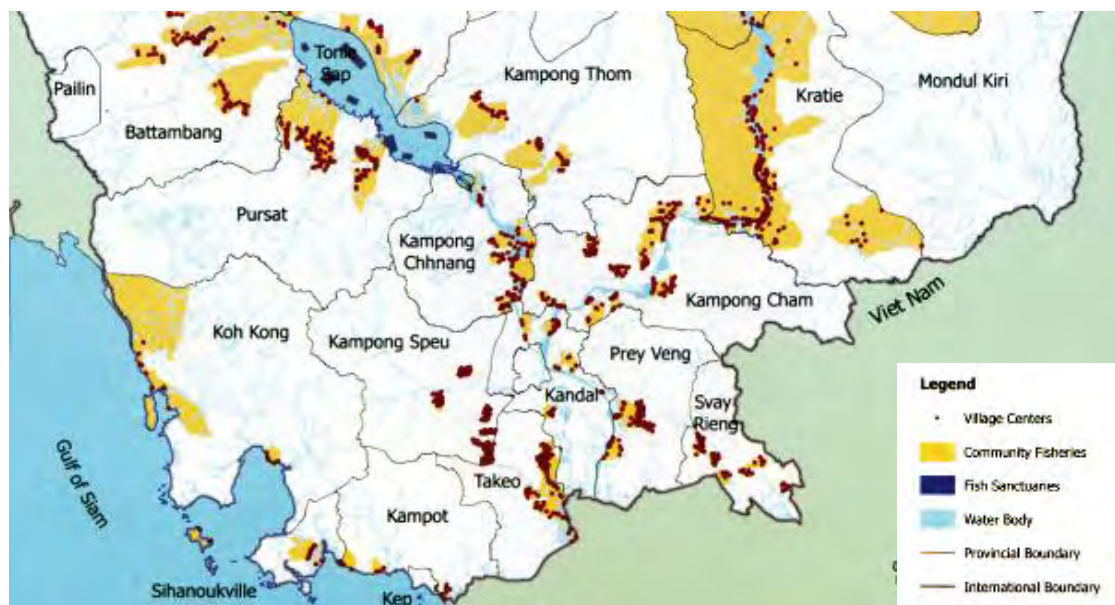 Tonle
Sap
Kampong Thom
Mondul Kiri
Kratie
Pailin
Battambang
Pursat
Kampong
Chhnang
Kampong Cham
Viet Nam
Koh Kong
Kampong Speu
Prey Veng
Kandal
Svay
Rieng
Gulf of Siam
Takeo
Kampot
Sihanoukville
Kep
Legend
Village Centers
Community Fisheries
Fish Sanctuaries
Water Body
Provincial Boundary
International Boundary